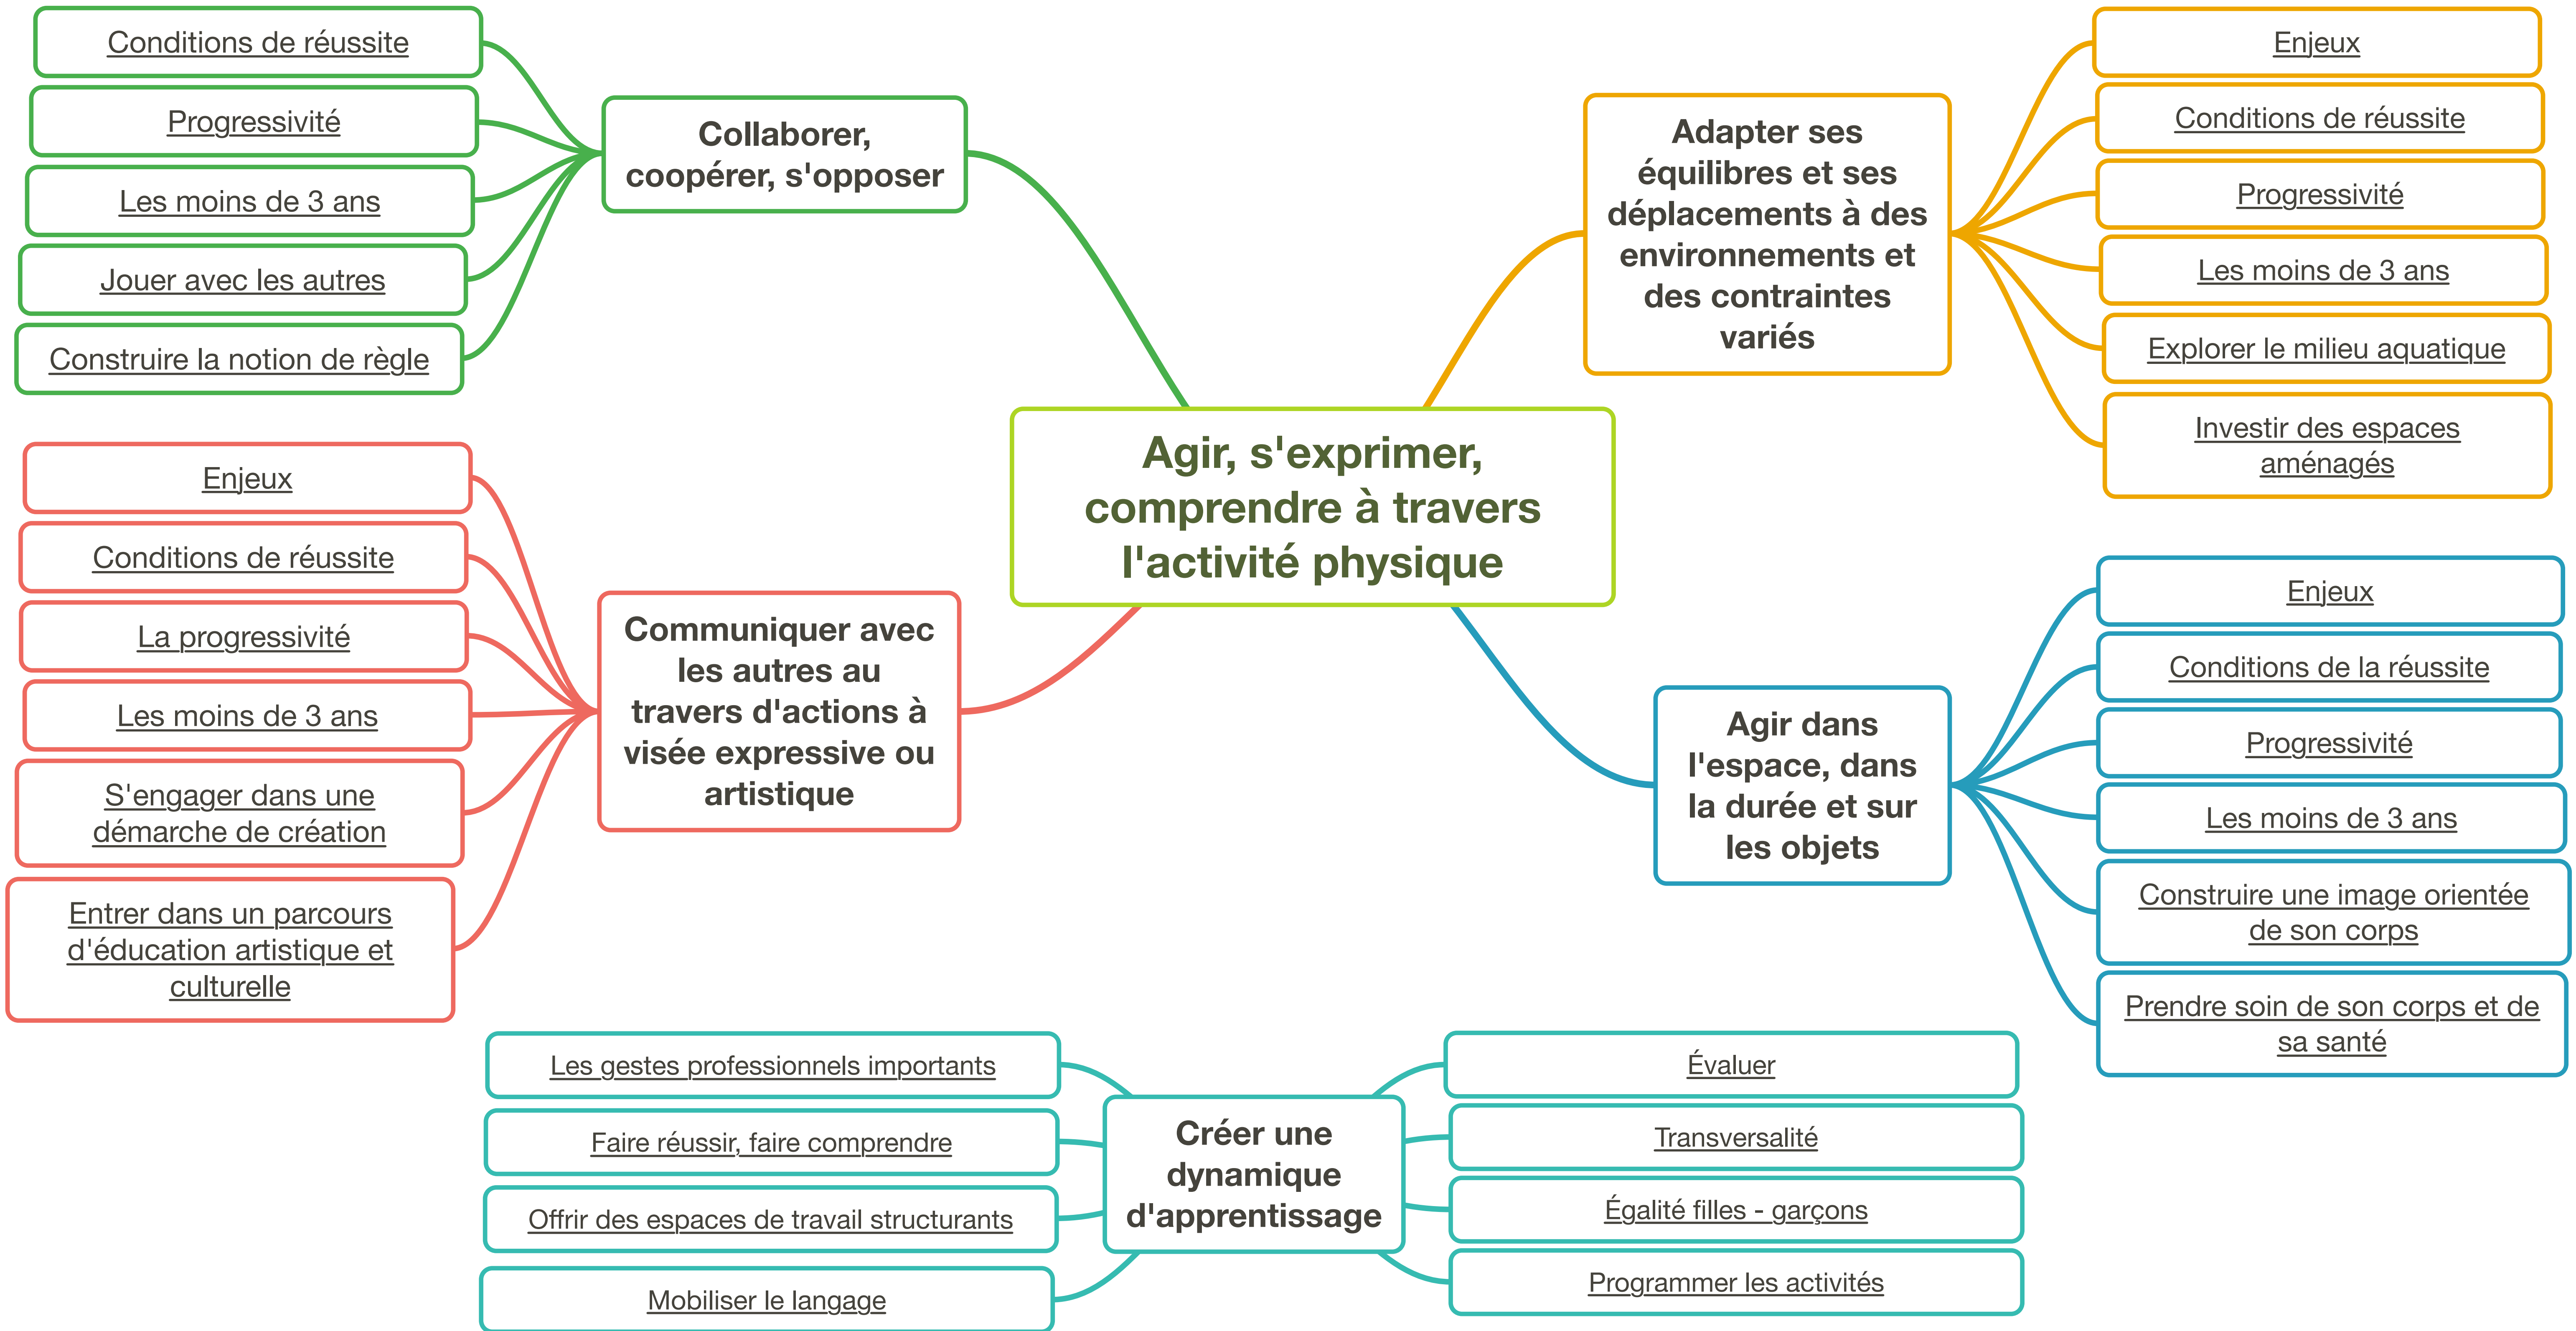 Agir, s'exprimer,
comprendre à travers
l'activité physique
Collaborer,
coopérer, s'opposer
Conditions de réussite
Progressivité
Les moins de 3 ans
Jouer avec les autres
Construire la notion de règle
Communiquer avec
les autres au
travers d'actions à
visée expressive ou
artistique
Enjeux
Conditions de réussite
La progressivité
Les moins de 3 ans
S'engager dans une
démarche de création
Entrer dans un parcours
d'éducation artistique et
culturelle
Adapter ses
équilibres et ses
déplacements à des
environnements et
des contraintes
variés
Enjeux
Conditions de réussite
Progressivité
Les moins de 3 ans
Explorer le milieu aquatique
Investir des espaces
aménagés
Agir dans
l'espace, dans
la durée et sur
les objets
Enjeux
Conditions de la réussite
Progressivité
Les moins de 3 ans
Construire une image orientée
de son corps
Prendre soin de son corps et de
sa santé
Créer une
dynamique
d'apprentissage
Les gestes professionnels importants
Faire réussir, faire comprendre
Offrir des espaces de travail structurants
Mobiliser le langage
Évaluer
Transversalité
Égalité filles - garçons
Programmer les activités